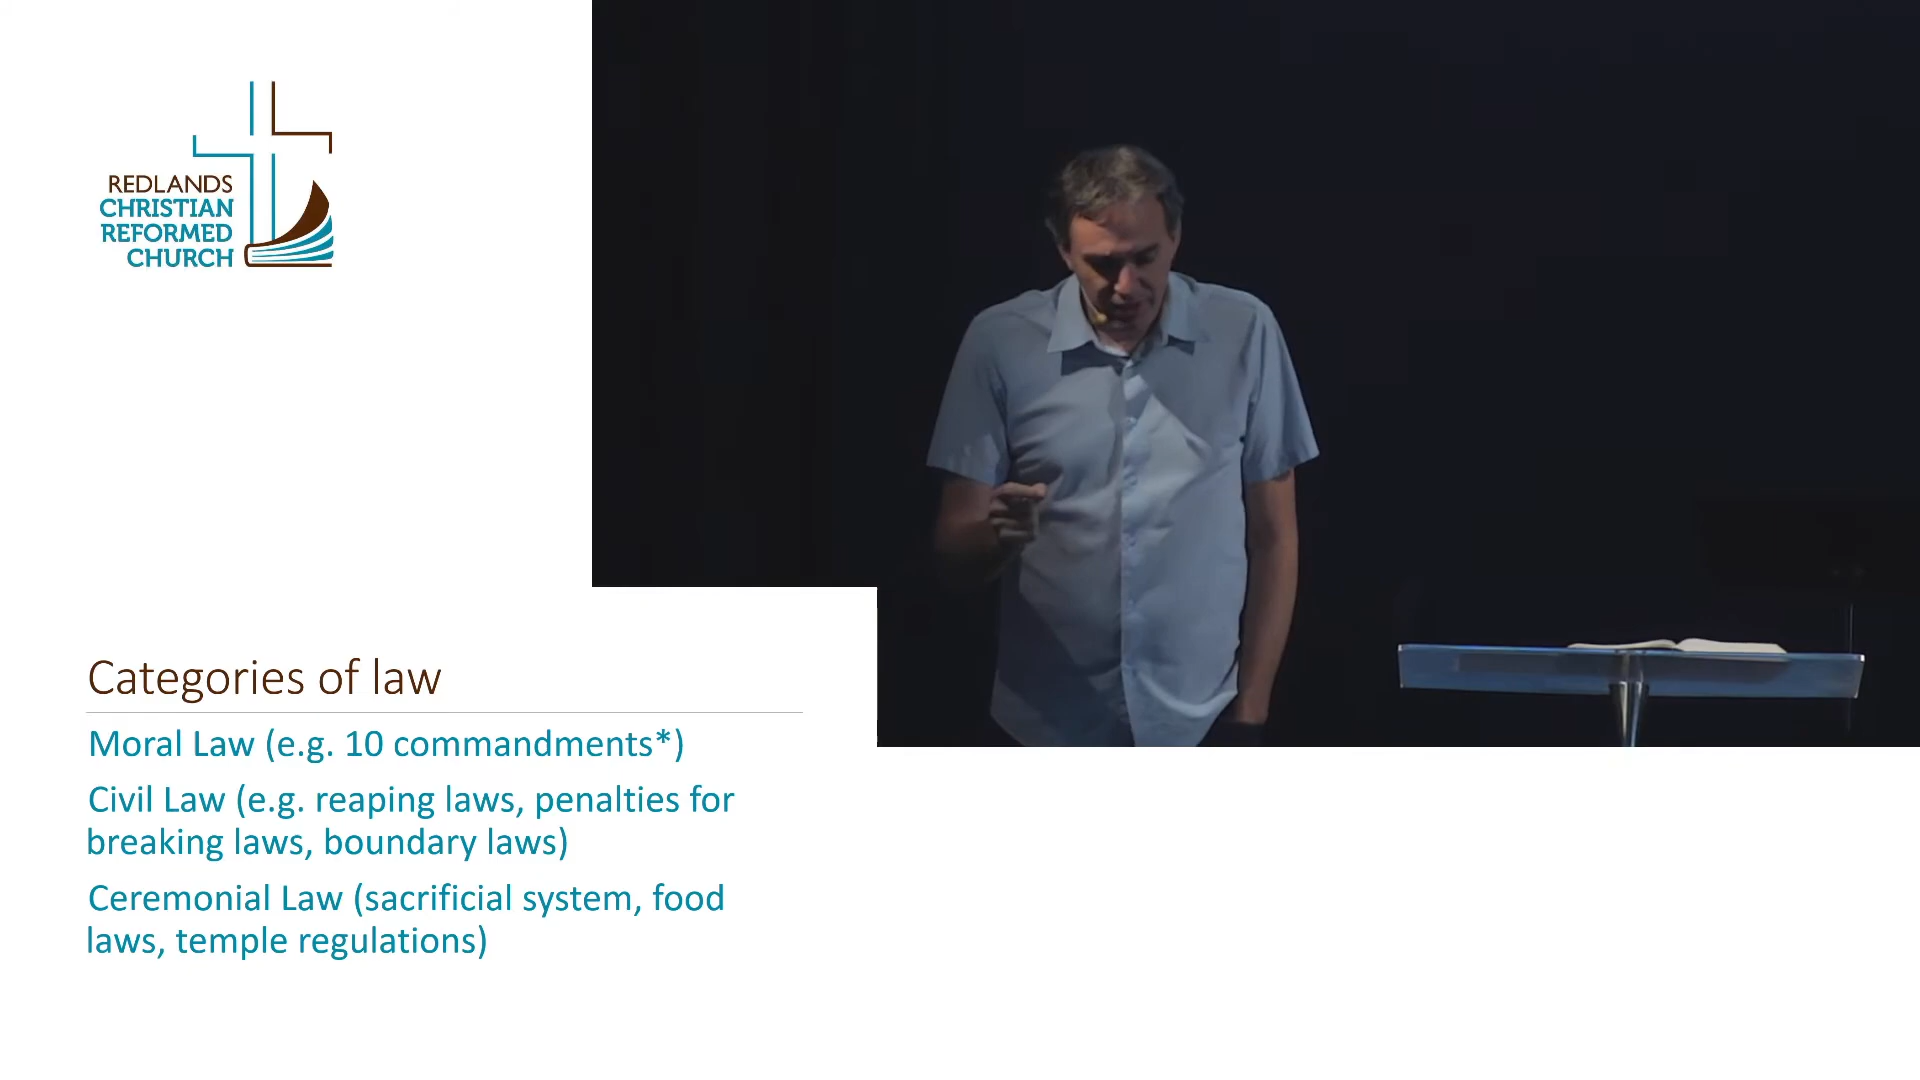 REDLANDS
CHRISTIAN
REFORMED
CHURCH
Categories of law
Moral Law (e.g. 10 commandments*)
Civil Law (e.g. reaping laws, penalties for
breaking laws, boundary laws)
Ceremonial Law (sacrificial system, food
laws, temple regulations)